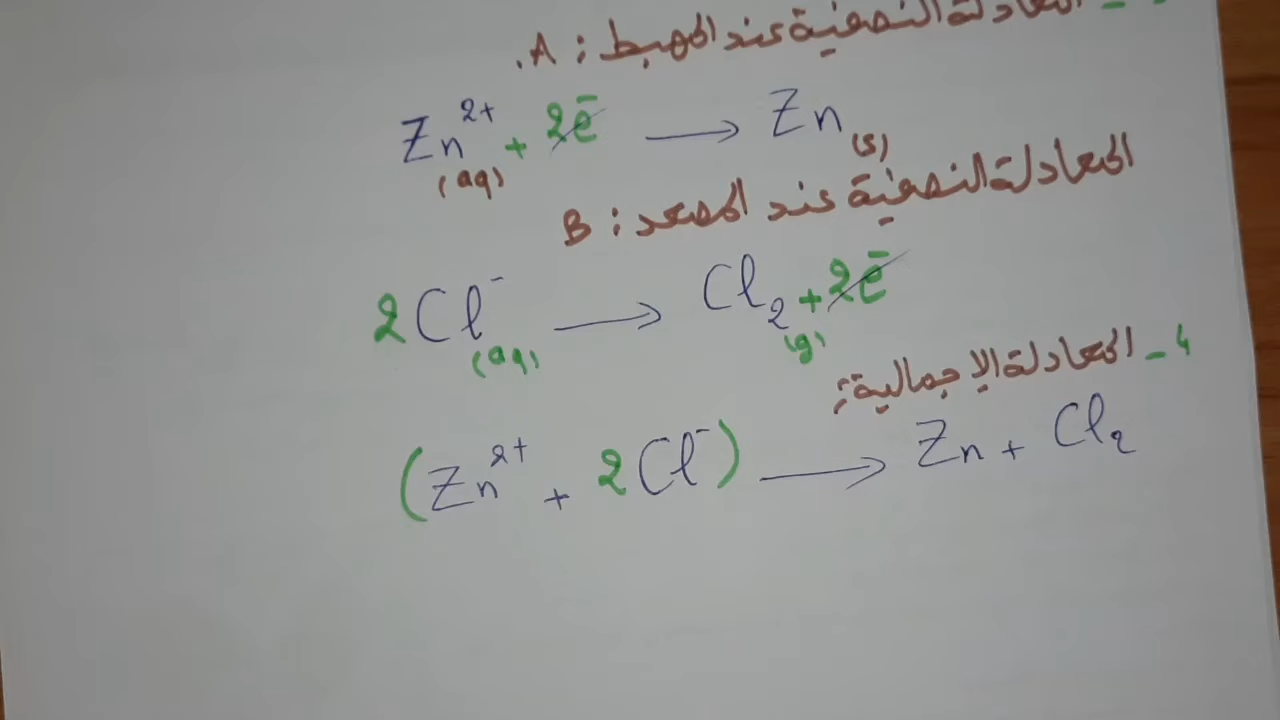 المعادلة النصفية عند المهبط : A.
Zn²⁺(aq) + 2e⁻ → Zn(s)
المعادلة النصفية عند المصعد : B
2Cl⁻(aq) → Cl₂(g) + 2e⁻
4 - المعادلة الإجمالية :
(Zn²⁺ + 2Cl⁻) → Zn + Cl₂